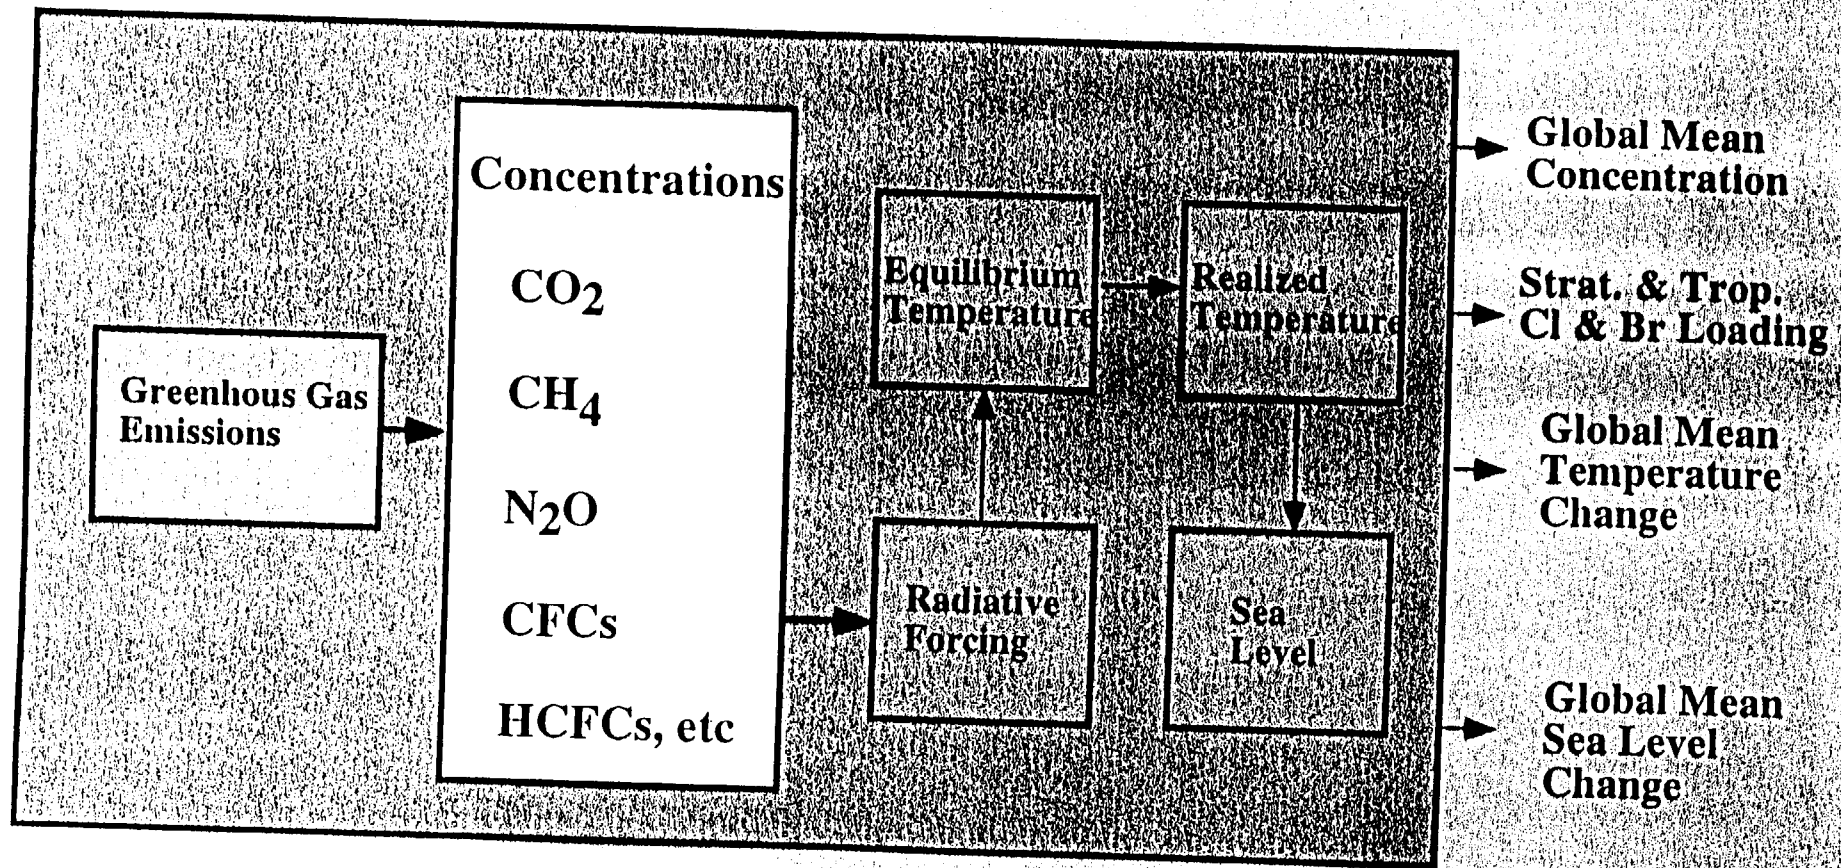 Greenhous Gas
Emissions
Concentrations
CO2
CH4
N2O
CFCs
HCFCs, etc
Equilibrium
Temperature
Realized
Temperature
Radiative
Forcing
Sea
Level
Global Mean
Concentration
Strat. & Trop.
Cl & Br Loading
Global Mean
Temperature
Change
Global Mean
Sea Level
Change